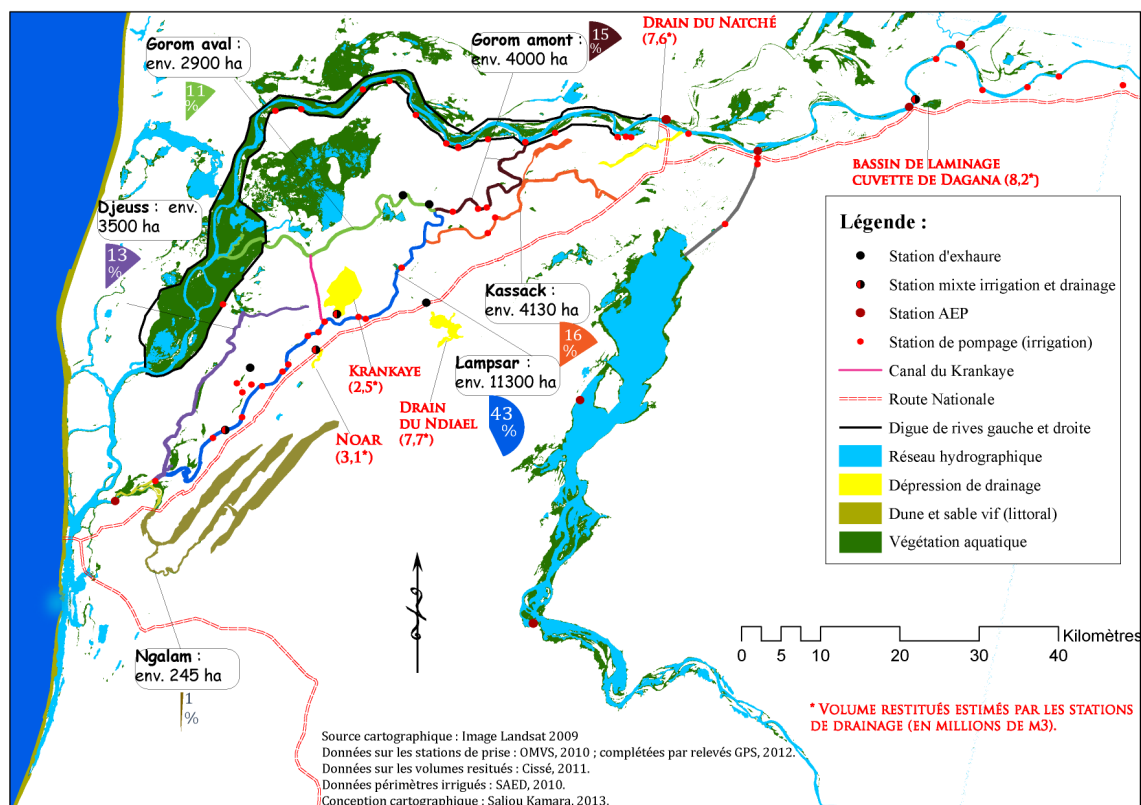 Gorom aval :
env. 2900 ha
11
%
Gorom amont :
env. 4000 ha
15
%
Drain du Natché
(7,6*)
bassin de laminage
cuvette de Dagana (8,2*)
Djeuss : env.
3500 ha
13
%
Kassack :
env. 4130 ha
16
%
Krankaye
(2,5*)
Lampsar :
env. 11300 ha
43
%
Drain
du Ndiael
(7,7*)
Noar
(3,1*)
Ngalam :
env. 245 ha
1
%
Légende :
Station d'exhaure
Station mixte irrigation et drainage
Station AEP
Station de pompage (irrigation)
Canal du Krankaye
Route Nationale
Digue de rives gauche et droite
Réseau hydrographique
Dépression de drainage
Dune et sable vif (littoral)
Végétation aquatique
Kilomètres
0 5 10 20 30 40
* Volume restitués estimés par les stations
de drainage (en millions de m3).
Source cartographique : Image Landsat 2009
Données sur les stations de prise : OMVS, 2010 ; complétées par relevés GPS, 2012.
Données sur les volumes resitués : Cissé, 2011.
Données périmètres irrigués : SAED, 2010.
Conception cartographique : Saliou Kamara, 2013.